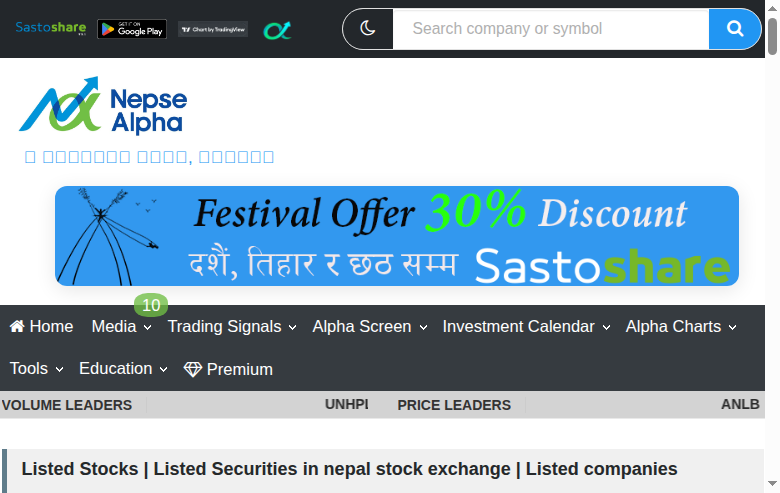 Sastoshare
GET IT ON
Google Play
Chart by TradingView
Search company or symbol
Nepse
Alpha
Festival Offer 30% Discount
दशैं, तिहार र छठ सम्म Sastoshare
10
Home Media Trading Signals Alpha Screen Investment Calendar Alpha Charts
Tools Education Premium
VOLUME LEADERS UNHPL PRICE LEADERS ANLB
Listed Stocks | Listed Securities in nepal stock exchange | Listed companies